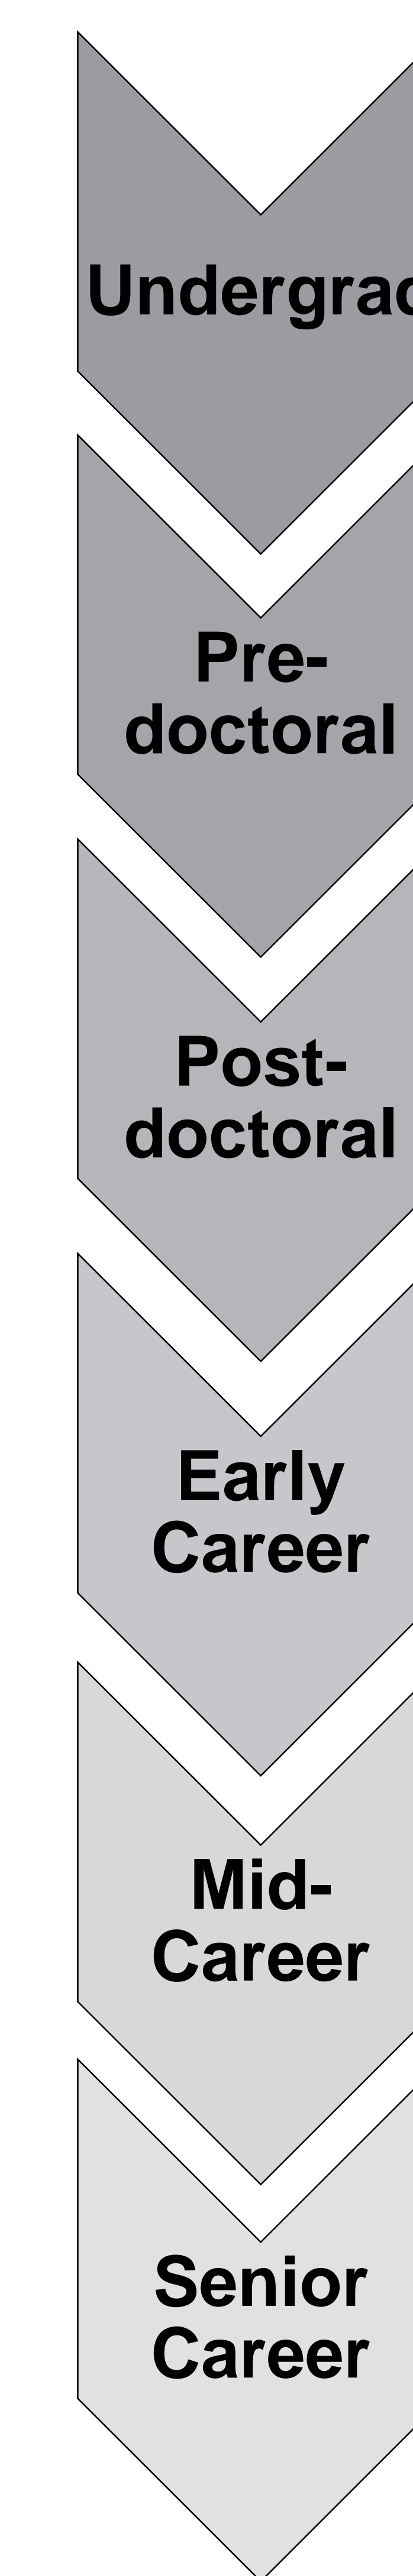 Undergrad
Pre-
doctoral
Post-
doctoral
Early
Career
Mid-
Career
Senior
Career